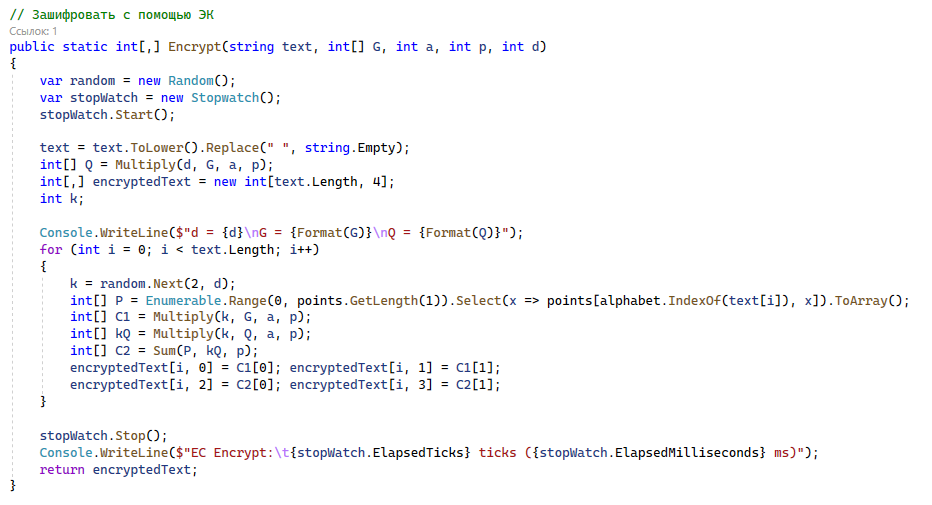 // Зашифровать с помощью ЭК
Ссылок: 1
public static int[,] Encrypt(string text, int[] G, int a, int p, int d)
{
    var random = new Random();
    var stopWatch = new Stopwatch();
    stopWatch.Start();

    text = text.ToLower().Replace(" ", string.Empty);
    int[] Q = Multiply(d, G, a, p);
    int[,] encryptedText = new int[text.Length, 4];
    int k;

    Console.WriteLine($"d = {d}\nG = {Format(G)}\nQ = {Format(Q)}");
    for (int i = 0; i < text.Length; i++)
    {
        k = random.Next(2, d);
        int[] P = Enumerable.Range(0, points.GetLength(1)).Select(x => points[alphabet.IndexOf(text[i]), x]).ToArray();
        int[] C1 = Multiply(k, G, a, p);
        int[] kQ = Multiply(k, Q, a, p);
        int[] C2 = Sum(P, kQ, p);
        encryptedText[i, 0] = C1[0]; encryptedText[i, 1] = C1[1];
        encryptedText[i, 2] = C2[0]; encryptedText[i, 3] = C2[1];
    }

    stopWatch.Stop();
    Console.WriteLine($"EC Encrypt:\t{stopWatch.ElapsedTicks} ticks ({stopWatch.ElapsedMilliseconds} ms)");
    return encryptedText;
}